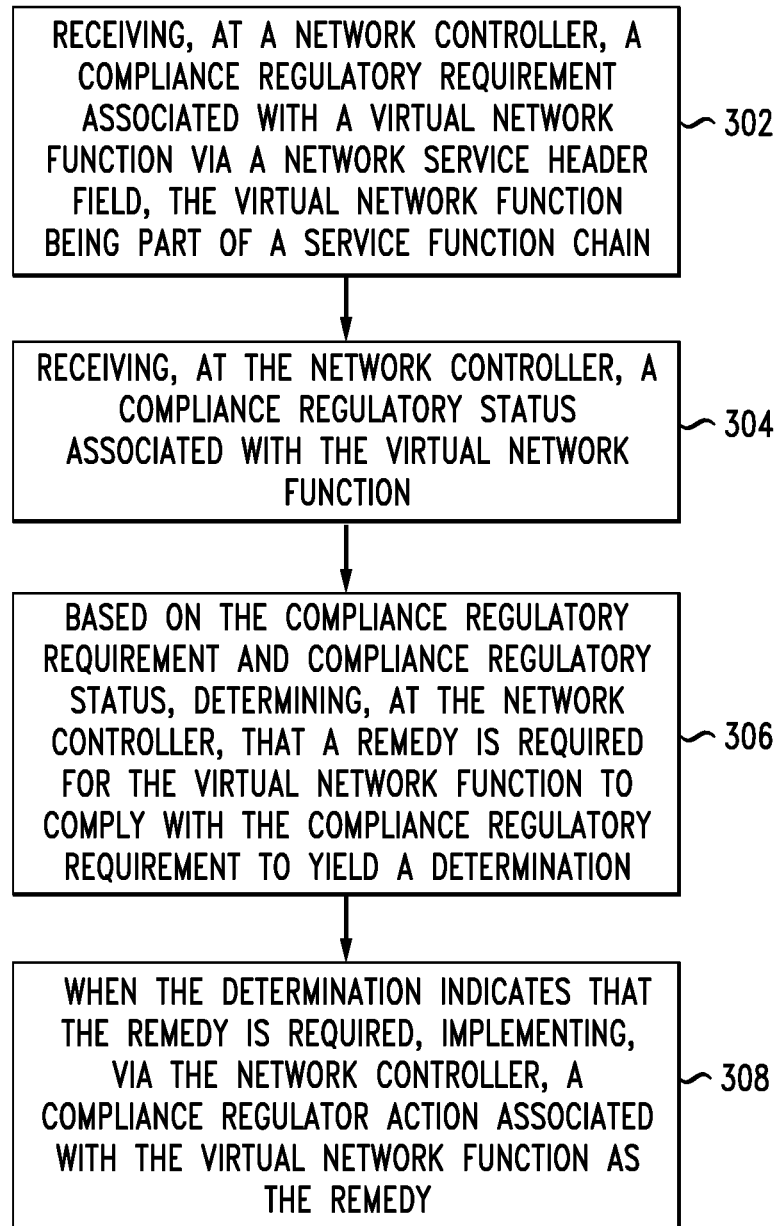 RECEIVING, AT A NETWORK CONTROLLER, A
COMPLIANCE REGULATORY REQUIREMENT
ASSOCIATED WITH A VIRTUAL NETWORK
FUNCTION VIA A NETWORK SERVICE HEADER
FIELD, THE VIRTUAL NETWORK FUNCTION
BEING PART OF A SERVICE FUNCTION CHAIN
302
RECEIVING, AT THE NETWORK CONTROLLER, A
COMPLIANCE REGULATORY STATUS
ASSOCIATED WITH THE VIRTUAL NETWORK
FUNCTION
304
BASED ON THE COMPLIANCE REGULATORY
REQUIREMENT AND COMPLIANCE REGULATORY
STATUS, DETERMINING, AT THE NETWORK
CONTROLLER, THAT A REMEDY IS REQUIRED
FOR THE VIRTUAL NETWORK FUNCTION TO
COMPLY WITH THE COMPLIANCE REGULATORY
REQUIREMENT TO YIELD A DETERMINATION
306
WHEN THE DETERMINATION INDICATES THAT
THE REMEDY IS REQUIRED, IMPLEMENTING,
VIA THE NETWORK CONTROLLER, A
COMPLIANCE REGULATOR ACTION ASSOCIATED
WITH THE VIRTUAL NETWORK FUNCTION AS
THE REMEDY
308